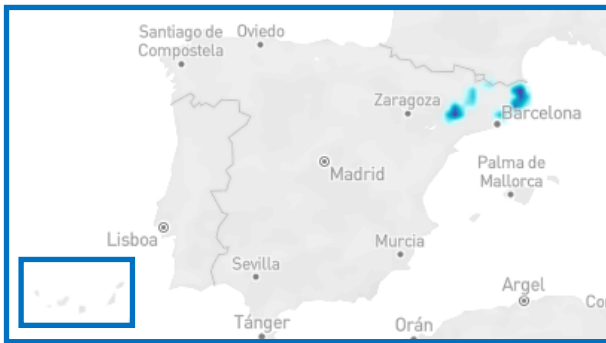 Santiago de
Compostela
Oviedo
Zaragoza
Barcelona
Madrid
Palma de
Mallorca
Lisboa
Murcia
Sevilla
Argel
Tánger
Orán